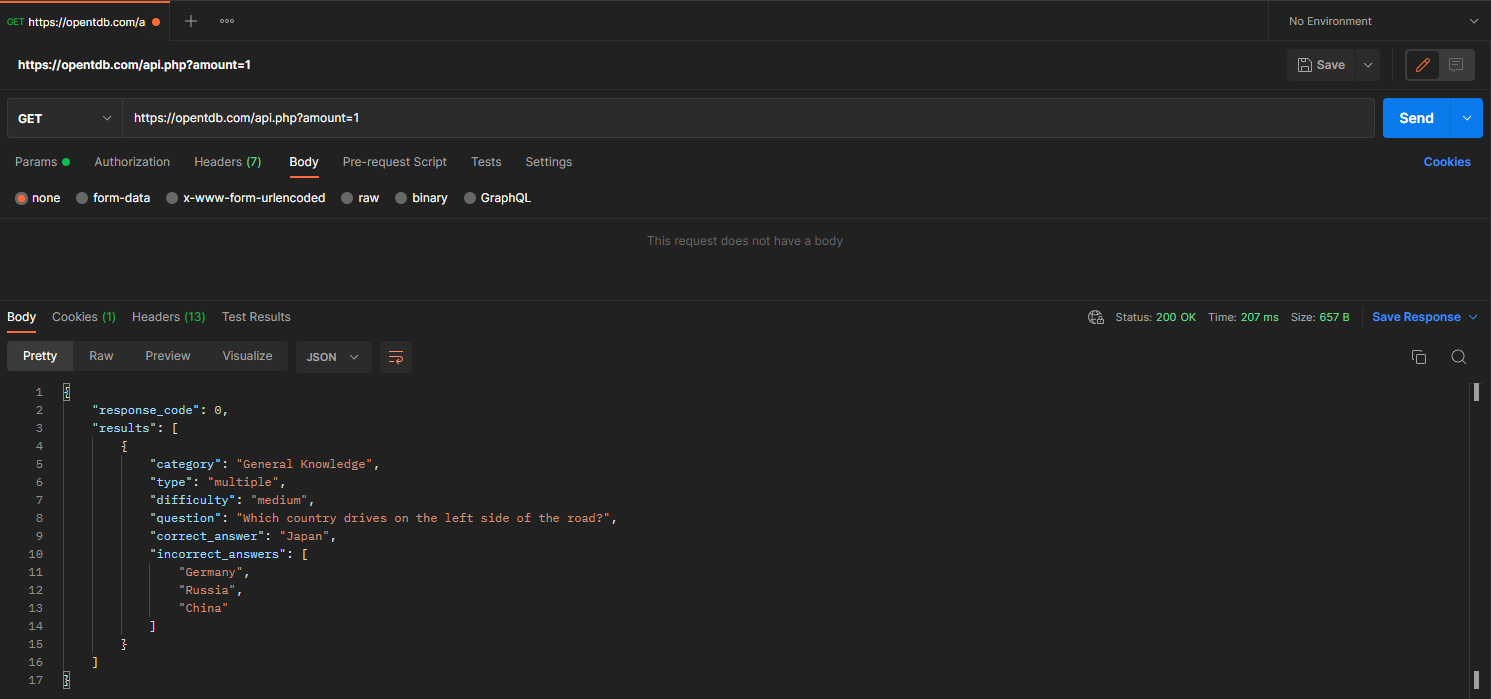 GET https://opentdb.com/a No Environment
https://opentdb.com/api.php?amount=1 Save
GET https://opentdb.com/api.php?amount=1 Send
Params Authorization Headers (7) Body Pre-request Script Tests Settings Cookies
none form-data x-www-form-urlencoded raw binary GraphQL
This request does not have a body
Body Cookies (1) Headers (13) Test Results Status: 200 OK Time: 207 ms Size: 657 B Save Response
Pretty Raw Preview Visualize JSON
1 {
2 "response_code": 0,
3 "results": [
4 {
5 "category": "General Knowledge",
6 "type": "multiple",
7 "difficulty": "medium",
8 "question": "Which country drives on the left side of the road?",
9 "correct_answer": "Japan",
10 "incorrect_answers": [
11 "Germany",
12 "Russia",
13 "China"
14 ]
15 }
16 ]
17 }